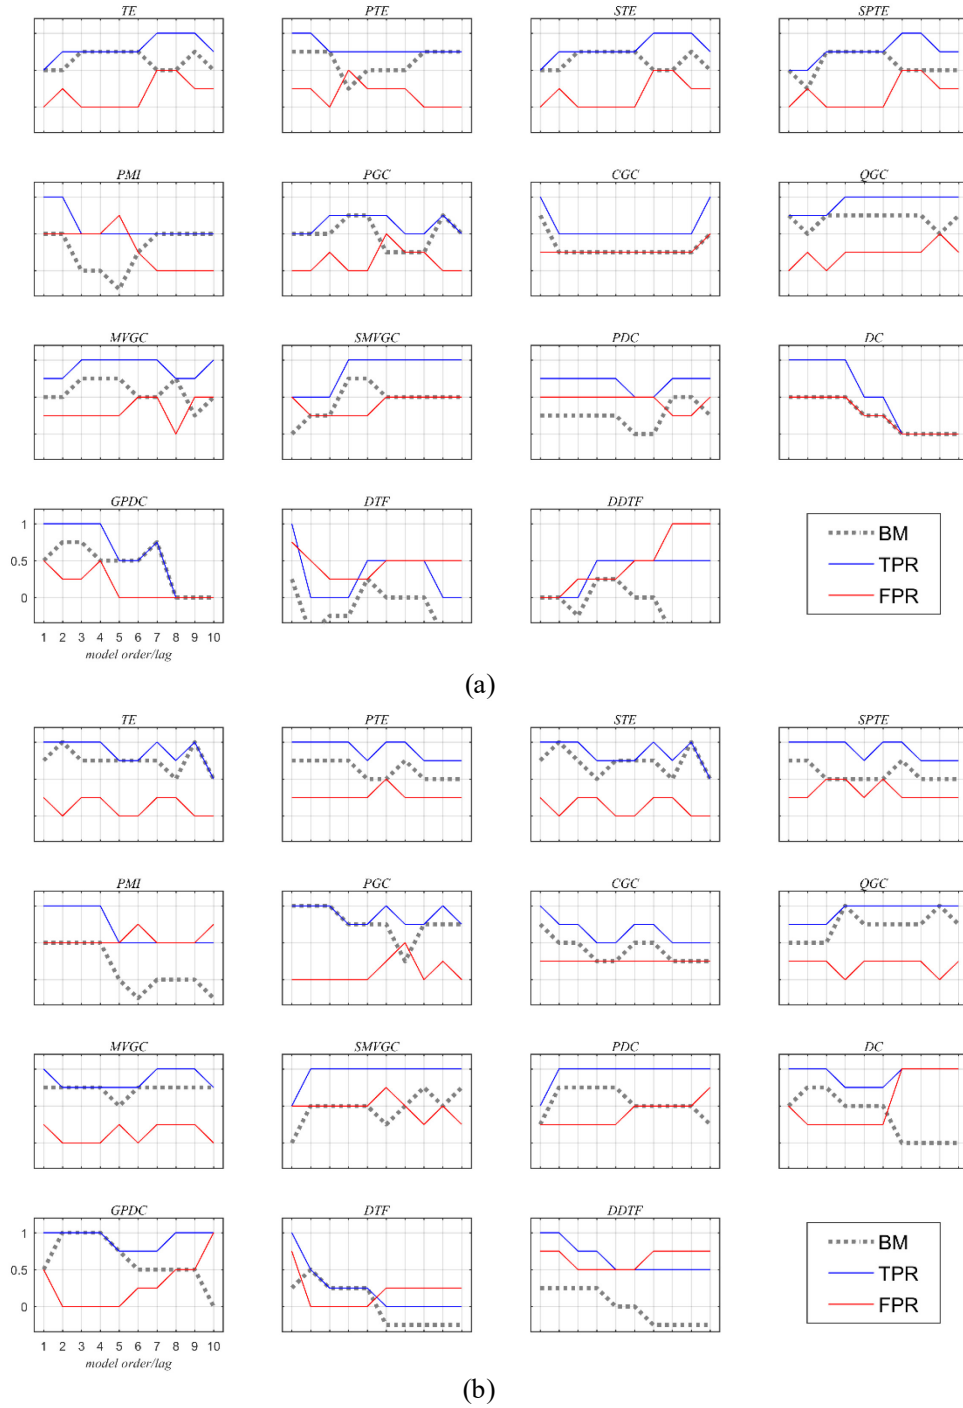 TE PTE STE SPTE
PMI PGC CGC QGC
MVGC SMVGC PDC DC
GPDC DTF DDTF
1
0.5
0
BM
TPR
FPR
1 2 3 4 5 6 7 8 9 10
model order/lag
(a)
TE PTE STE SPTE
PMI PGC CGC QGC
MVGC SMVGC PDC DC
GPDC DTF DDTF
1
0.5
0
BM
TPR
FPR
1 2 3 4 5 6 7 8 9 10
model order/lag
(b)